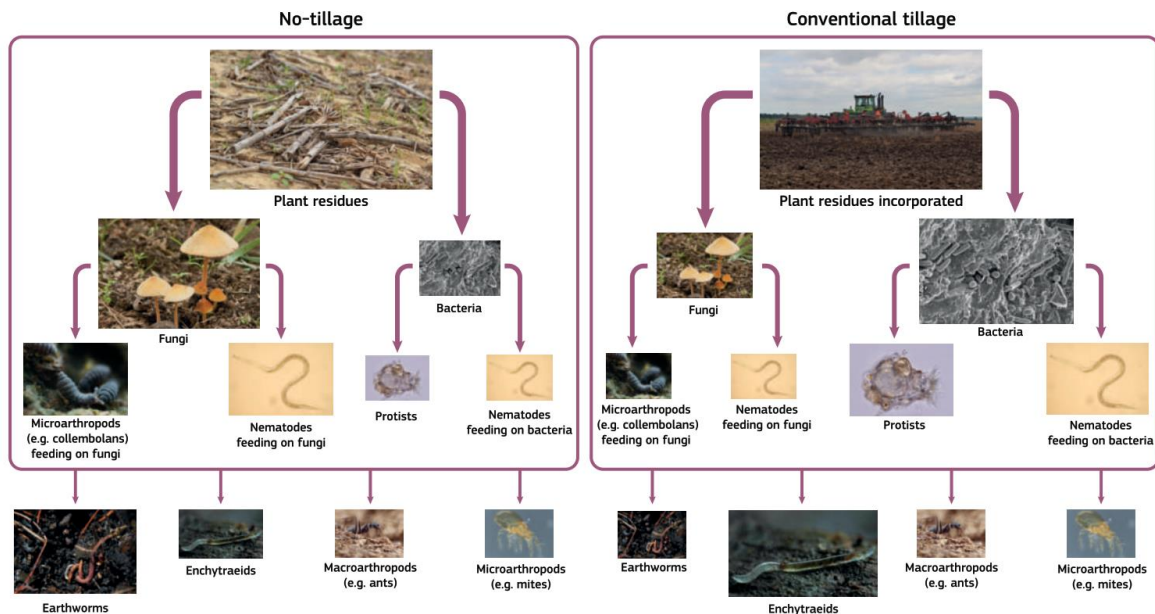 No-tillage
Plant residues
Fungi
Bacteria
Microarthropods
(e.g. collembolans)
feeding on fungi
Nematodes
feeding on fungi
Protists
Nematodes
feeding on bacteria
Earthworms
Enchytraeids
Macroarthropods
(e.g. ants)
Microarthropods
(e.g. mites)
Conventional tillage
Plant residues incorporated
Fungi
Bacteria
Microarthropods
(e.g. collembolans)
feeding on fungi
Nematodes
feeding on fungi
Protists
Nematodes
feeding on bacteria
Earthworms
Enchytraeids
Macroarthropods
(e.g. ants)
Microarthropods
(e.g. mites)